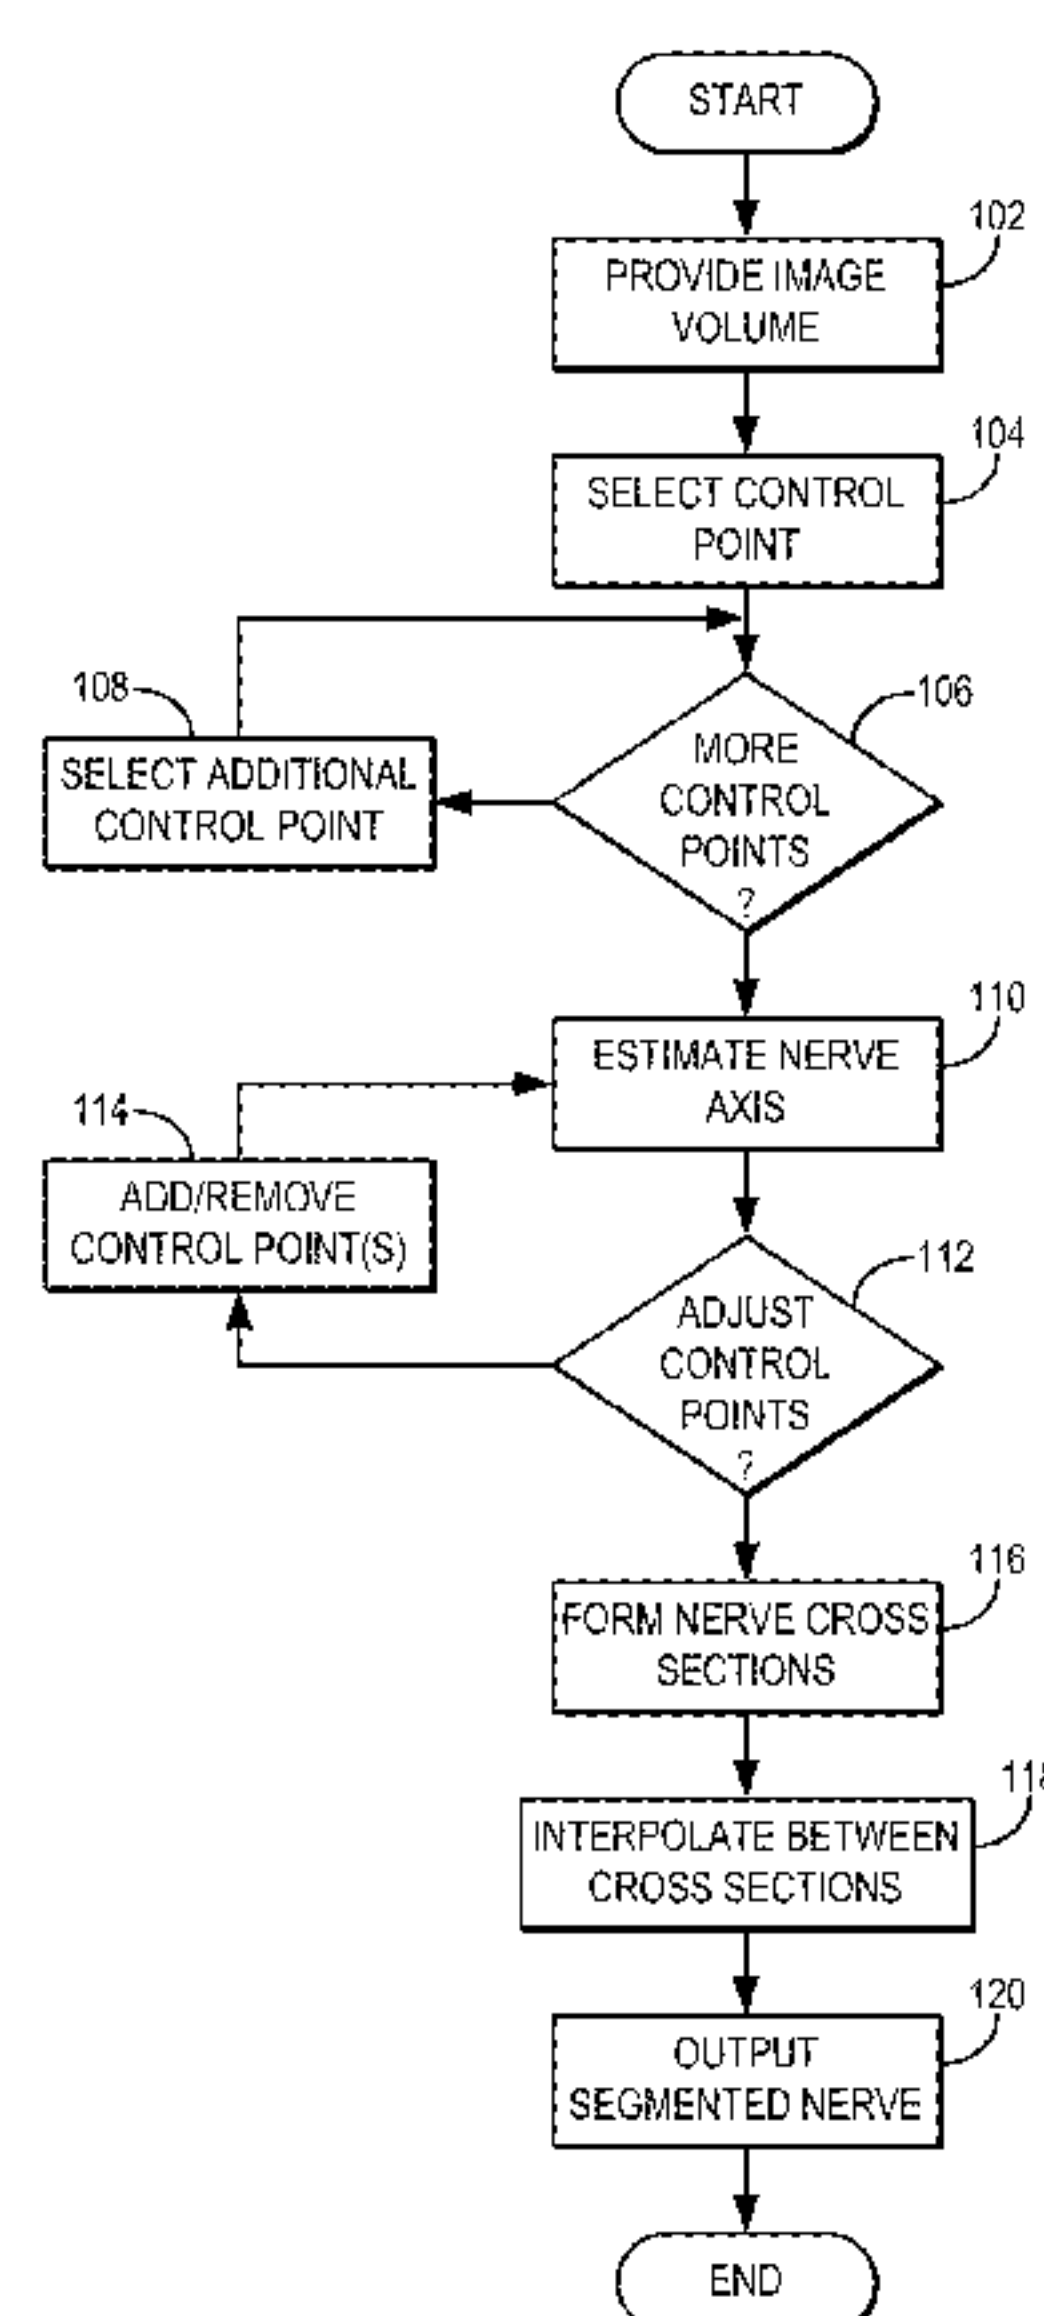 START
102
PROVIDE IMAGE
VOLUME
104
SELECT CONTROL
POINT
108
SELECT ADDITIONAL
CONTROL POINT
106
MORE
CONTROL
POINTS
?
110
ESTIMATE NERVE
AXIS
114
ADD/REMOVE
CONTROL POINT(S)
112
ADJUST
CONTROL
POINTS
?
116
FORM NERVE CROSS
SECTIONS
118
INTERPOLATE BETWEEN
CROSS SECTIONS
120
OUTPUT
SEGMENTED NERVE
END